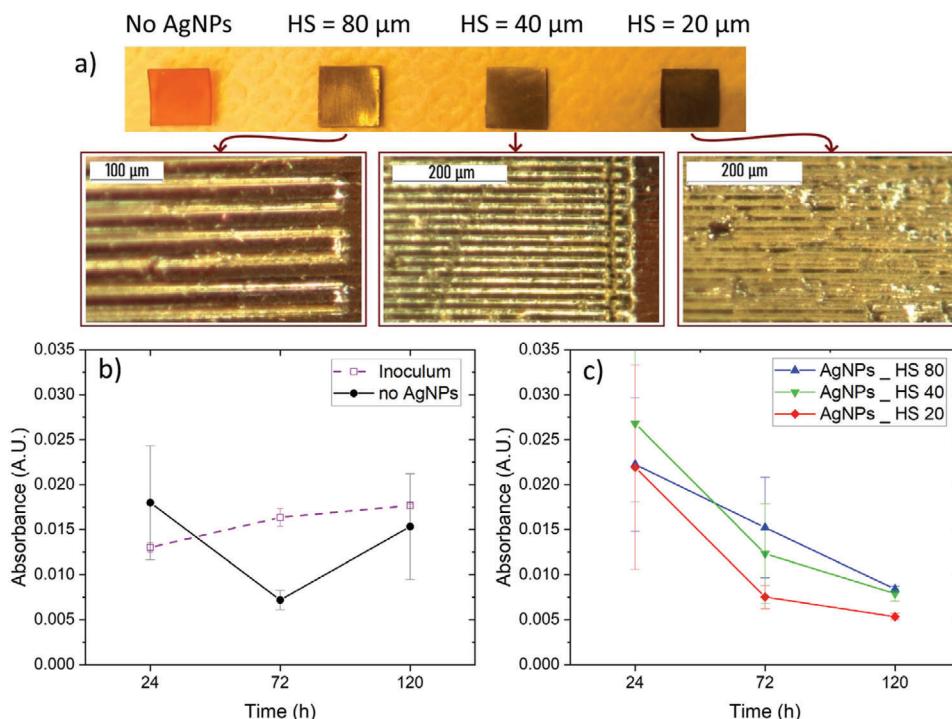 No AgNPs HS = 80 µm HS = 40 µm HS = 20 µm
a)
100 µm
200 µm
200 µm
b)
Inoculum
no AgNPs
Absorbance (A.U.)
0.035
0.030
0.025
0.020
0.015
0.010
0.005
0.000
24 72 120
Time (h)
c)
AgNPs _ HS 80
AgNPs _ HS 40
AgNPs _ HS 20
Absorbance (A.U.)
0.035
0.030
0.025
0.020
0.015
0.010
0.005
0.000
24 72 120
Time (h)